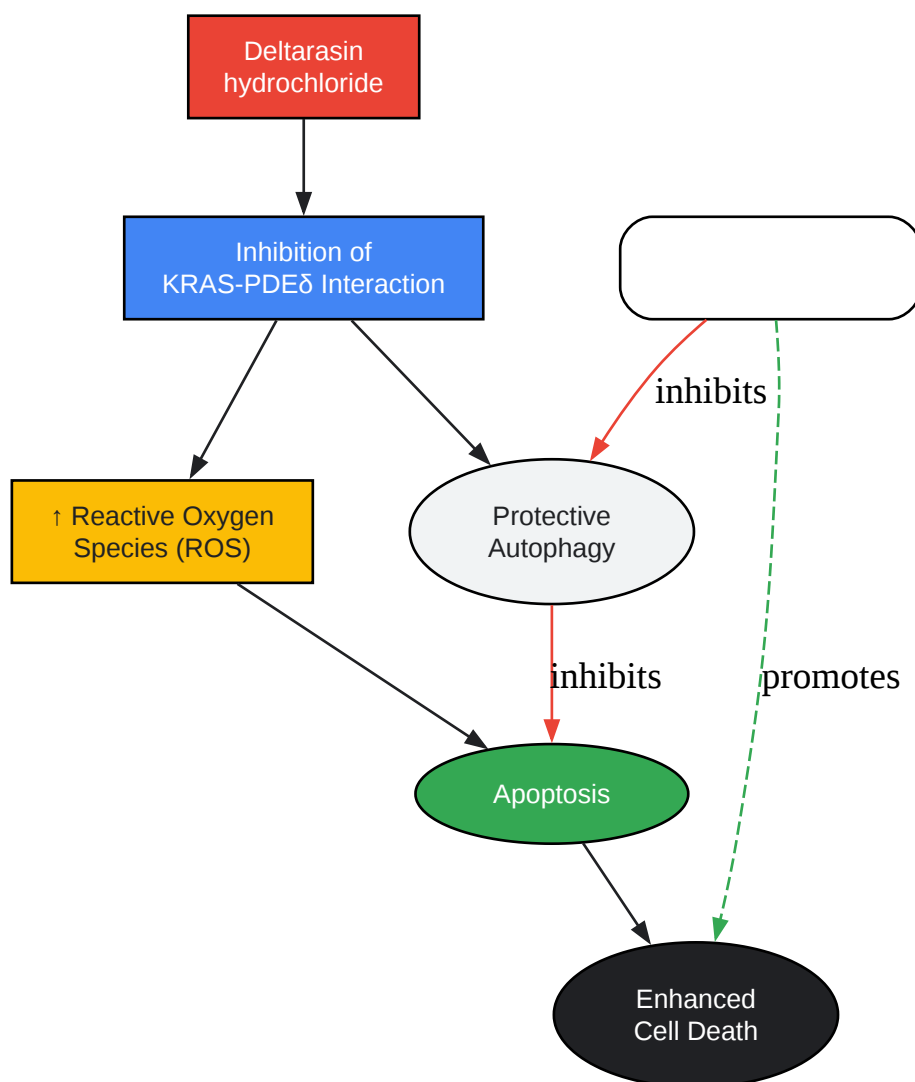 Deltarasin
hydrochloride
Inhibition of
KRAS-PDEδ Interaction
inhibits
↑ Reactive Oxygen
Species (ROS)
Protective
Autophagy
inhibits
promotes
Apoptosis
Enhanced
Cell Death